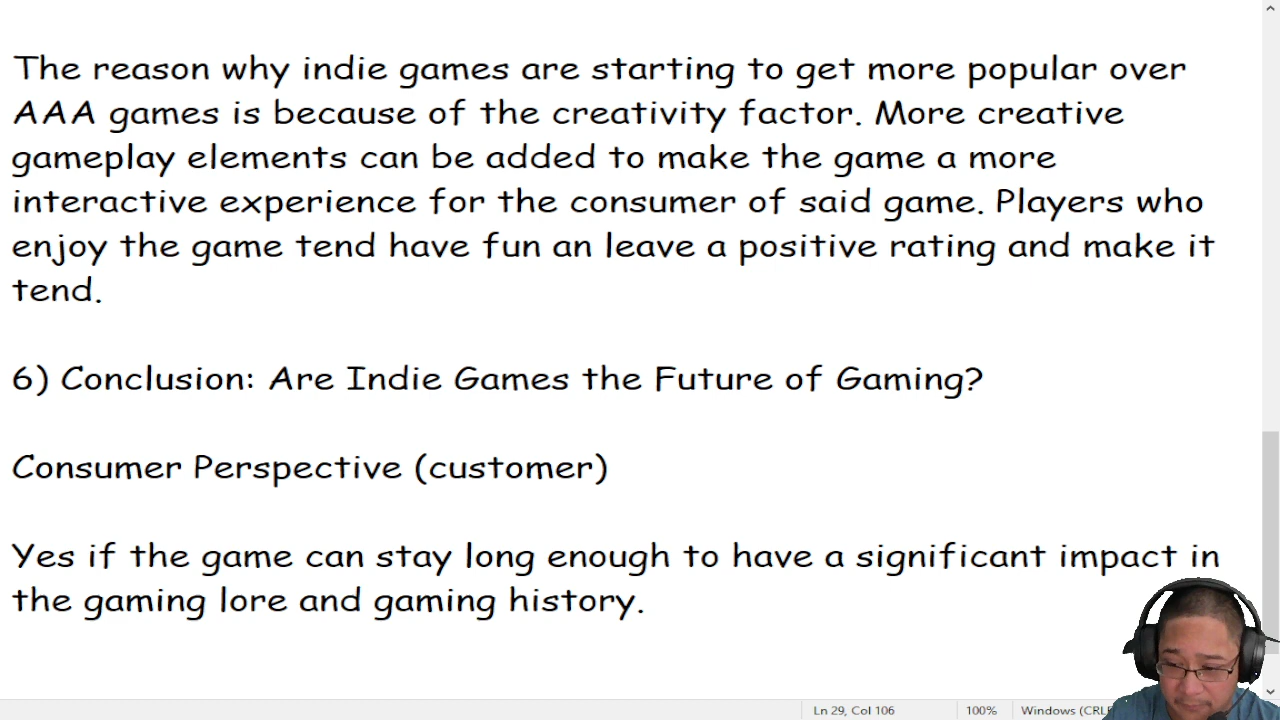 The reason why indie games are starting to get more popular over
AAA games is because of the creativity factor. More creative
gameplay elements can be added to make the game a more
interactive experience for the consumer of said game. Players who
enjoy the game tend have fun an leave a positive rating and make it
tend.
6) Conclusion: Are Indie Games the Future of Gaming?
Consumer Perspective (customer)
Yes if the game can stay long enough to have a significant impact in
the gaming lore and gaming history.
Ln 29, Col 106 100% Windows (CRLF